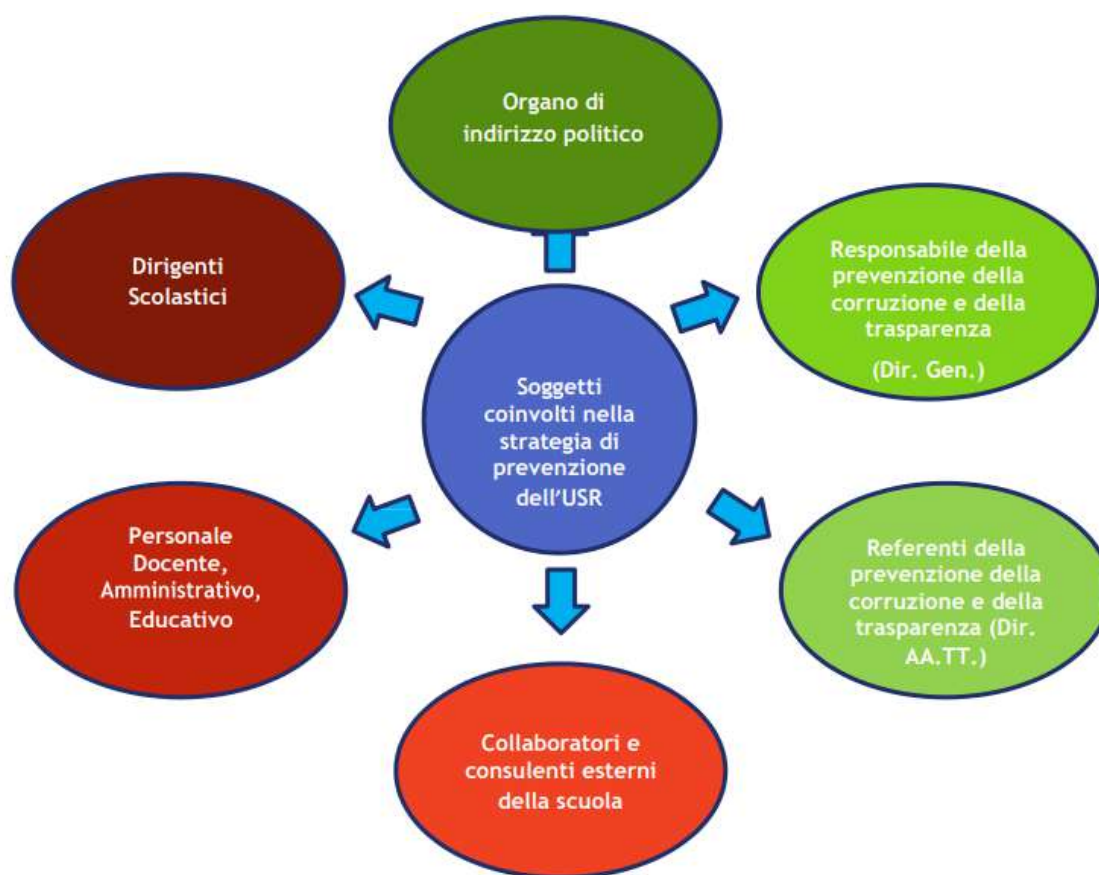 Organo di
indirizzo politico
Dirigenti
Scolastici
Responsabile della
prevenzione della
corruzione e della
trasparenza
(Dir. Gen.)
Soggetti
coinvolti nella
strategia di
prevenzione
dell'USR
Personale
Docente,
Amministrativo,
Educativo
Referenti della
prevenzione della
corruzione e della
trasparenza (Dir.
AA.TT.)
Collaboratori e
consulenti esterni
della scuola